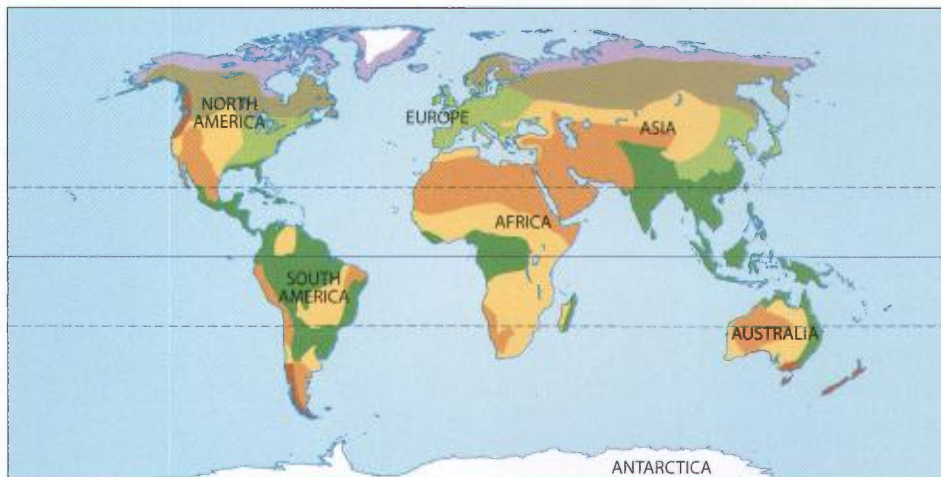 NORTH
AMERICA
EUROPE
ASIA
AFRICA
SOUTH
AMERICA
AUSTRALIA
ANTARCTICA